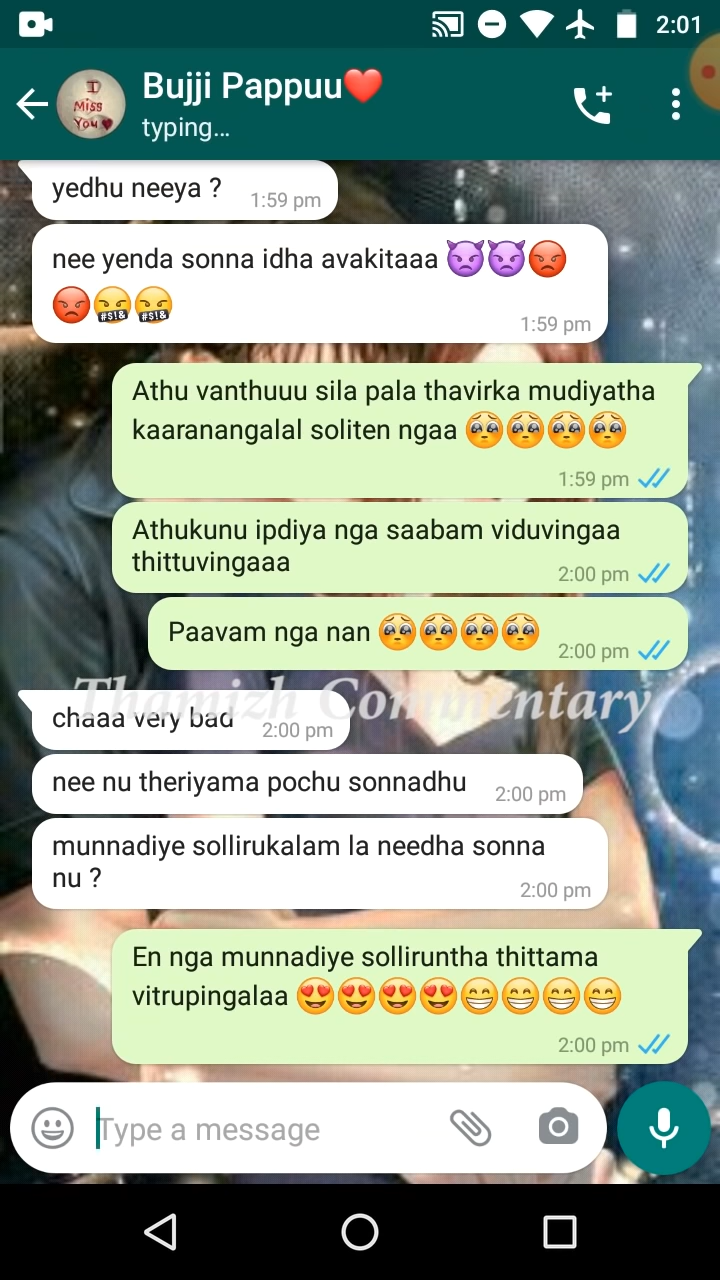 2:01
I
Miss
You
Bujji Pappuu❤️
typing...
yedhu neeya ?
1:59 pm
nee yenda sonna idha avakitaaa 👿👿😡
😡🤬🤬
1:59 pm
Athu vanthuuu sila pala thavirka mudiyatha
kaaranangalal soliten ngaa 🥺🥺🥺🥺
1:59 pm
Athukunu ipdiya nga saabam viduvingaa
thittuvingaaa
2:00 pm
Paavam nga nan 🥺🥺🥺🥺
2:00 pm
Thamizh Commentary
chaaa very bad
2:00 pm
nee nu theriyama pochu sonnadhu
2:00 pm
munnadiye sollirukalam la needha sonna
nu ?
2:00 pm
En nga munnadiye solliruntha thittama
vitrupingalaa 😍😍😍😍😁😁😁😁
2:00 pm
Type a message